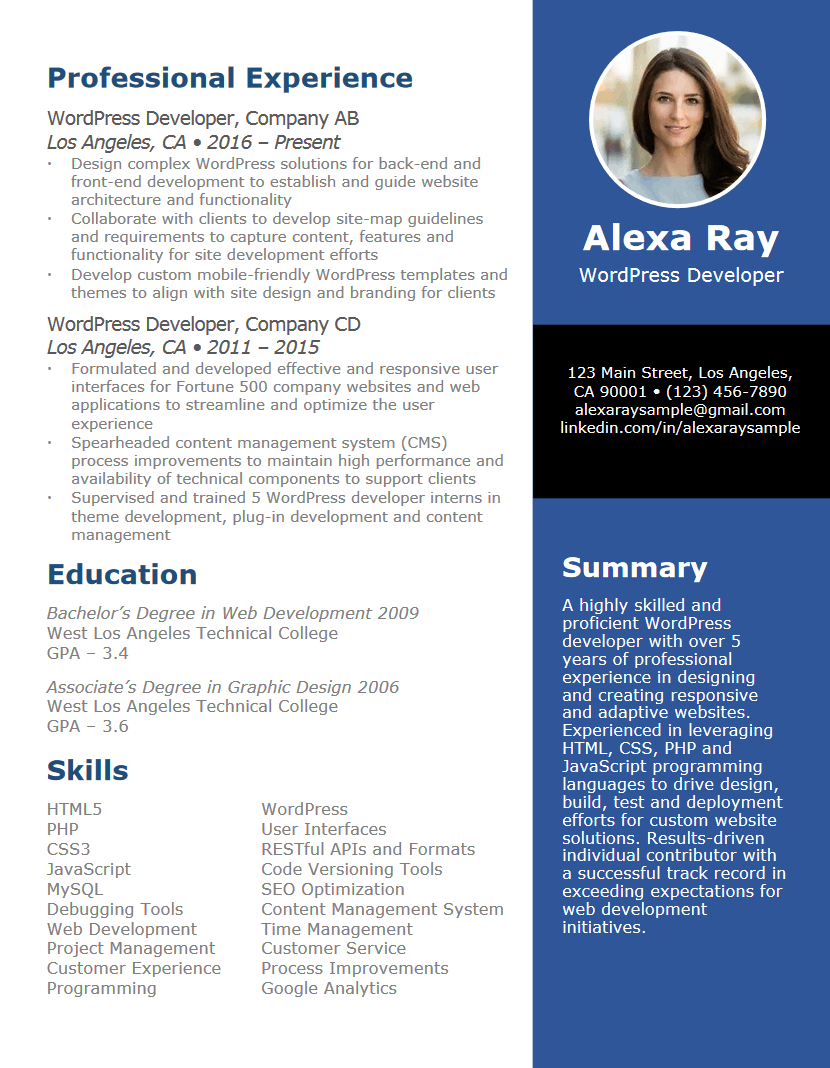 Professional Experience
WordPress Developer, Company AB
Los Angeles, CA • 2016 – Present
· Design complex WordPress solutions for back-end and
front-end development to establish and guide website
architecture and functionality
· Collaborate with clients to develop site-map guidelines
and requirements to capture content, features and
functionality for site development efforts
· Develop custom mobile-friendly WordPress templates and
themes to align with site design and branding for clients
WordPress Developer, Company CD
Los Angeles, CA • 2011 – 2015
· Formulated and developed effective and responsive user
interfaces for Fortune 500 company websites and web
applications to streamline and optimize the user
experience
· Spearheaded content management system (CMS)
process improvements to maintain high performance and
availability of technical components to support clients
· Supervised and trained 5 WordPress developer interns in
theme development, plug-in development and content
management
Education
Bachelor’s Degree in Web Development 2009
West Los Angeles Technical College
GPA – 3.4
Associate’s Degree in Graphic Design 2006
West Los Angeles Technical College
GPA – 3.6
Skills
HTML5
PHP
CSS3
JavaScript
MySQL
Debugging Tools
Web Development
Project Management
Customer Experience
Programming
WordPress
User Interfaces
RESTful APIs and Formats
Code Versioning Tools
SEO Optimization
Content Management System
Time Management
Customer Service
Process Improvements
Google Analytics
Alexa Ray
WordPress Developer
123 Main Street, Los Angeles,
CA 90001 • (123) 456-7890
alexaraysample@gmail.com
linkedin.com/in/alexaraysample
Summary
A highly skilled and
proficient WordPress
developer with over 5
years of professional
experience in designing
and creating responsive
and adaptive websites.
Experienced in leveraging
HTML, CSS, PHP and
JavaScript programming
languages to drive design,
build, test and deployment
efforts for custom website
solutions. Results-driven
individual contributor with
a successful track record in
exceeding expectations for
web development
initiatives.